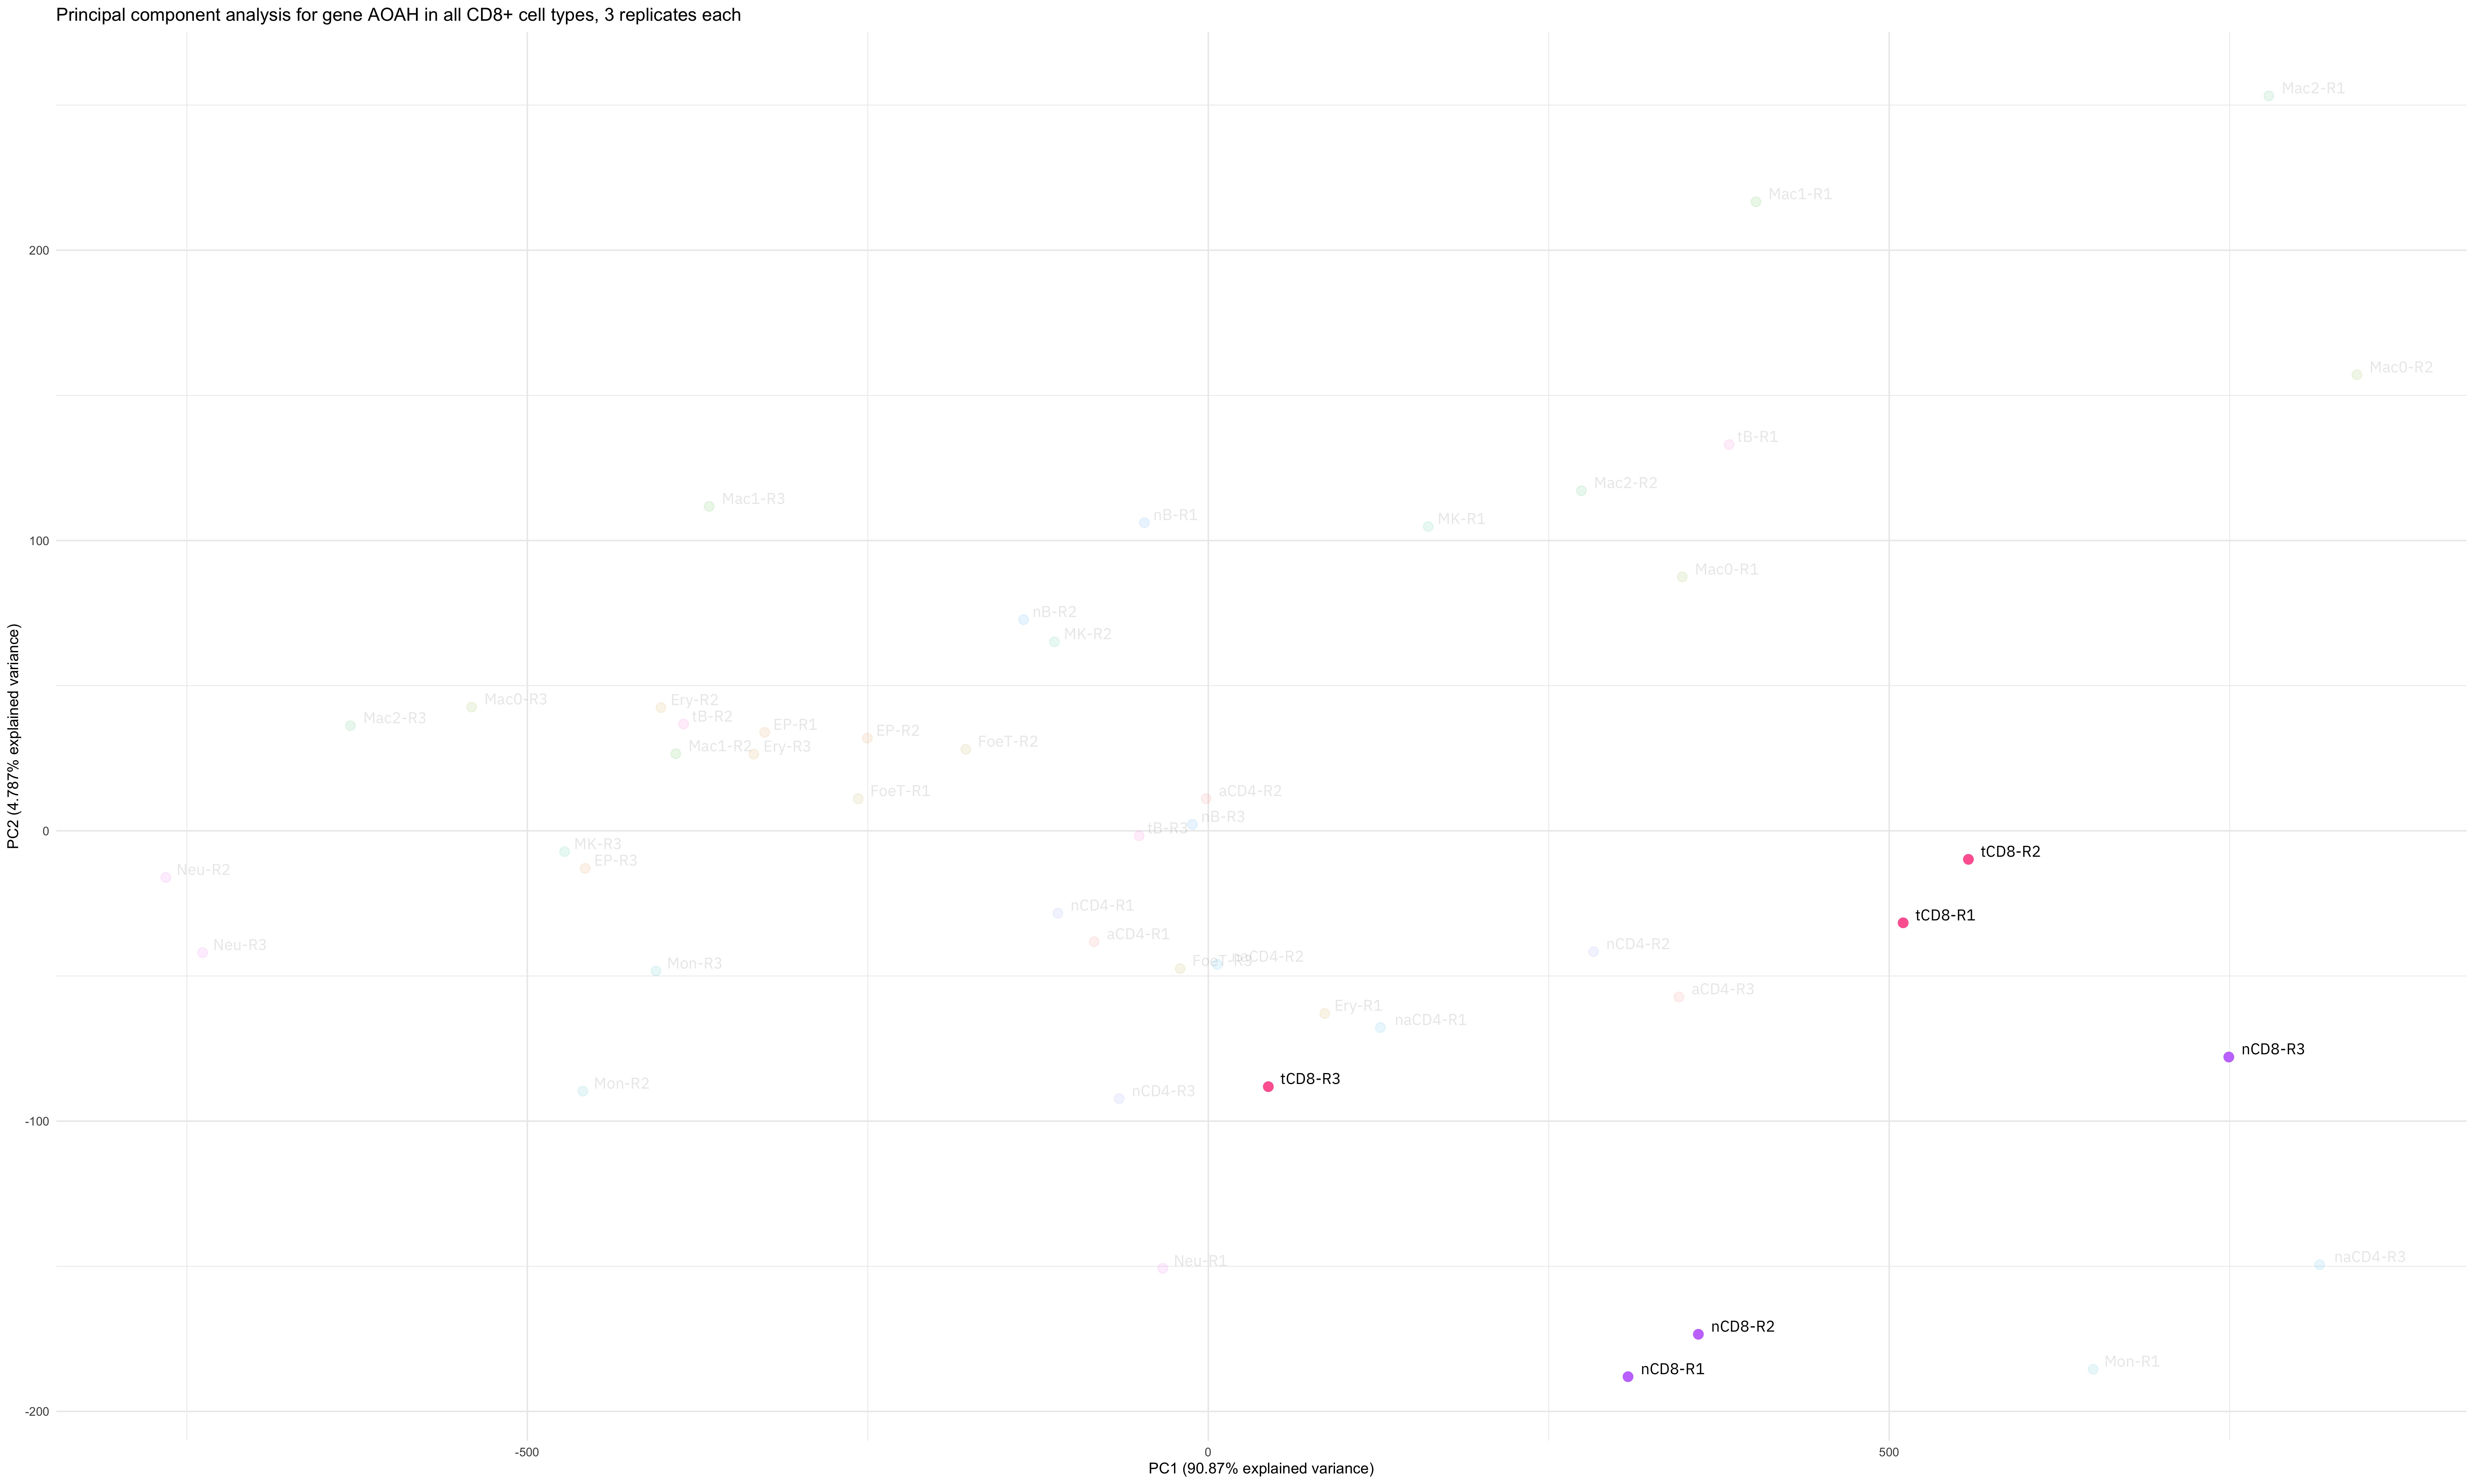 Principal component analysis for gene AOAH in all CD8+ cell types, 3 replicates each
Mac2-R1
Mac1-R1
200
Mac0-R2
tB-R1
Mac2-R2
Mac1-R3
nB-R1
MK-R1
100
Mac0-R1
nB-R2
MK-R2
Mac0-R3
Ery-R2
Mac2-R3
tB-R2
EP-R1
EP-R2
Mac1-R2
Ery-R3
FoeT-R2
FoeT-R1
aCD4-R2
nB-R3
tB-R3
0
MK-R3
EP-R3
Neu-R2
tCD8-R2
nCD4-R1
tCD8-R1
aCD4-R1
Neu-R3
nCD4-R2
Mon-R3
FoeT-R3
naCD4-R2
aCD4-R3
Ery-R1
naCD4-R1
nCD8-R3
tCD8-R3
Mon-R2
nCD4-R3
-100
Neu-R1
naCD4-R3
nCD8-R2
nCD8-R1
Mon-R1
-200
-500
0
500
PC1 (90.87% explained variance)
PC2 (4.787% explained variance)